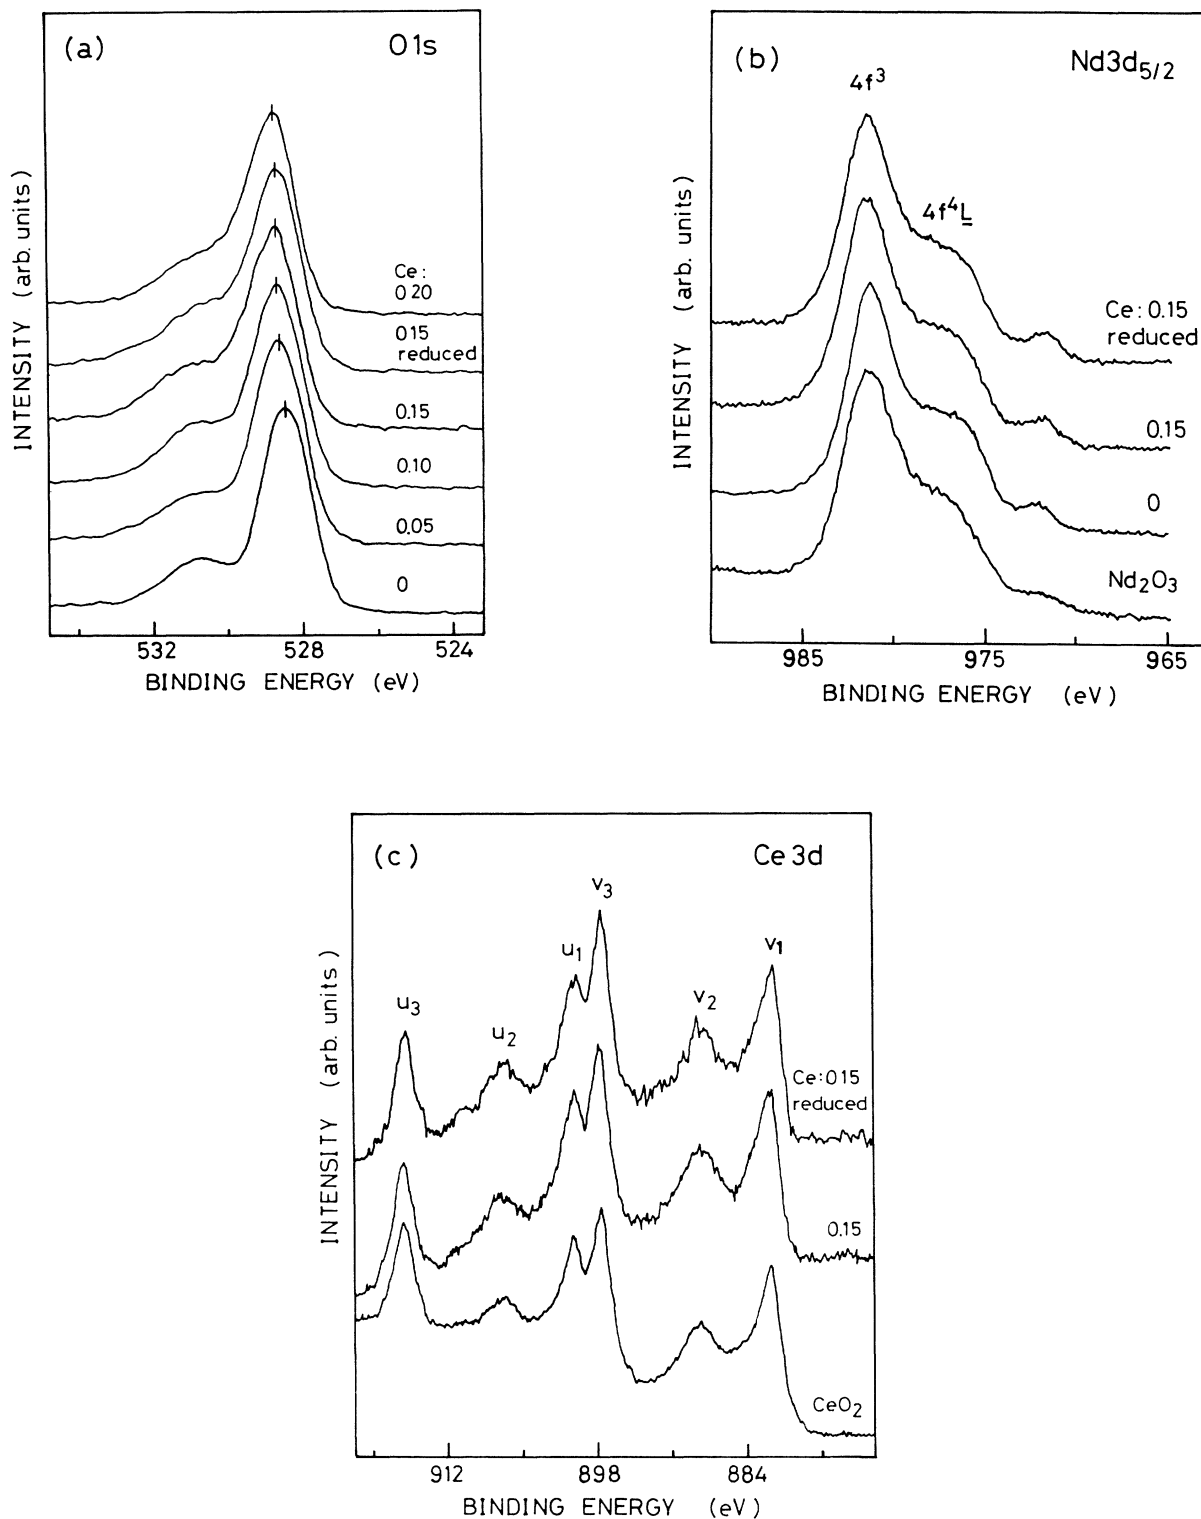 (a)
O1s
INTENSITY (arb. units)
Ce:
0.20
0.15
reduced
0.15
0.10
0.05
0
532
528
524
BINDING ENERGY (eV)
(b)
Nd3d5/2
4f³
4f⁴L
INTENSITY (arb. units)
Ce: 0.15
reduced
0.15
0
Nd2O3
985
975
965
BINDING ENERGY (eV)
(c)
Ce 3d
v3
u1
v1
u3
u2
v2
INTENSITY (arb. units)
Ce: 0.15
reduced
0.15
CeO2
912
898
884
BINDING ENERGY (eV)